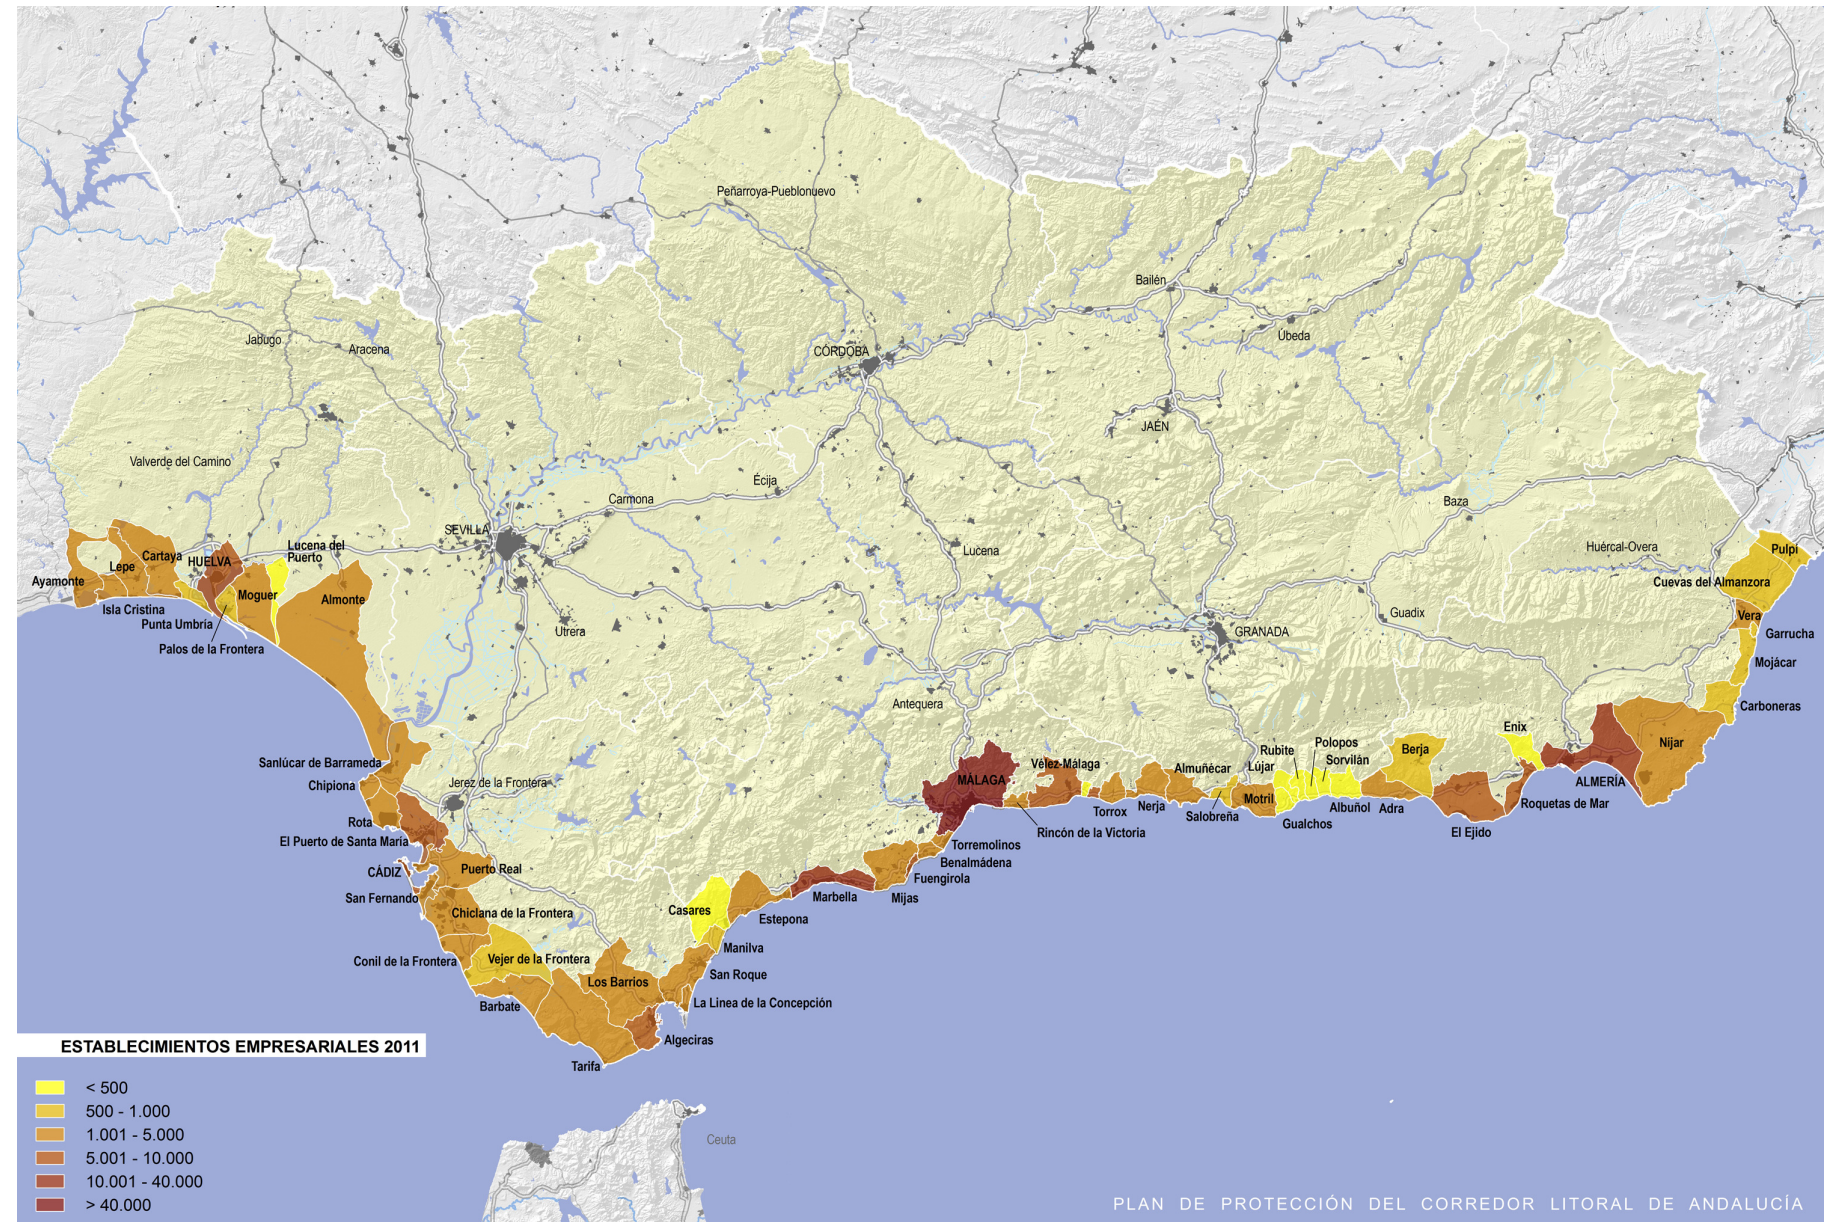 Peñarroya-Pueblonuevo
Bailén
Jabugo
Aracena
CÓRDOBA
Úbeda
JAÉN
Valverde del Camino
Écija
Carmona
Baza
SEVILLA
Lucena
Huércal-Overa
Pulpí
Cartaya
HUELVA
Lucena del
Puerto
Lepe
Ayamonte
Moguer
Almonte
Cuevas del Almanzora
Isla Cristina
Punta Umbría
Palos de la Frontera
Utrera
GRANADA
Guadix
Vera
Garrucha
Mojácar
Antequera
Carboneras
Enix
Níjar
Sanlúcar de Barrameda
Chipiona
Jerez de la Frontera
MÁLAGA
Vélez-Málaga
Almuñécar
Rubite
Polopos
Lújar
Sorvilán
Berja
ALMERÍA
Rota
Torrox
Nerja
Salobreña
Motril
Gualchos
Albuñol
Adra
Roquetas de Mar
El Ejido
El Puerto de Santa María
Rincón de la Victoria
Torremolinos
Benalmádena
CÁDIZ
Puerto Real
Fuengirola
San Fernando
Marbella
Mijas
Chiclana de la Frontera
Casares
Estepona
Conil de la Frontera
Vejer de la Frontera
Manilva
Los Barrios
San Roque
Barbate
La Linea de la Concepción
Algeciras
Tarifa
Ceuta
ESTABLECIMIENTOS EMPRESARIALES 2011
< 500
500 - 1.000
1.001 - 5.000
5.001 - 10.000
10.001 - 40.000
> 40.000
PLAN DE PROTECCIÓN DEL CORREDOR LITORAL DE ANDALUCÍA